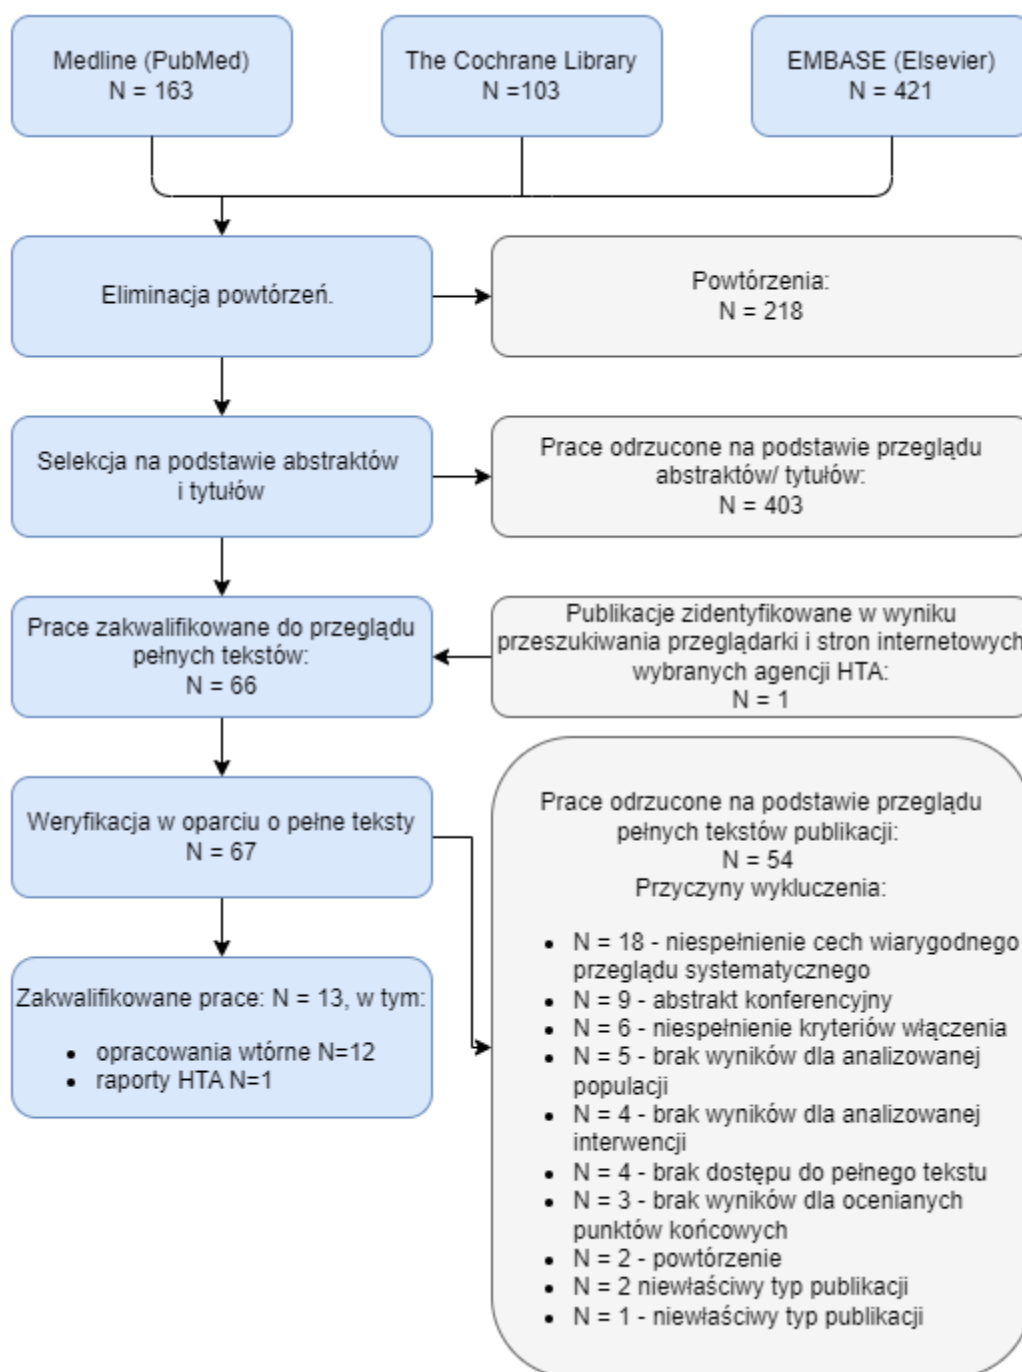 Medline (PubMed)
N = 163
The Cochrane Library
N =103
EMBASE (Elsevier)
N = 421
Eliminacja powtórzeń.
Powtórzenia:
N = 218
Selekcja na podstawie abstraktów
i tytułów
Prace odrzucone na podstawie przeglądu
abstraktów/ tytułów:
N = 403
Prace zakwalifikowane do przeglądu
pełnych tekstów:
N = 66
Publikacje zidentyfikowane w wyniku
przeszukiwania przeglądarki i stron internetowych
wybranych agencji HTA:
N = 1
Weryfikacja w oparciu o pełne teksty
N = 67
Prace odrzucone na podstawie przeglądu
pełnych tekstów publikacji:
N = 54
Przyczyny wykluczenia:
• N = 18 - niespełnienie cech wiarygodnego
przeglądu systematycznego
• N = 9 - abstrakt konferencyjny
• N = 6 - niespełnienie kryteriów włączenia
• N = 5 - brak wyników dla analizowanej
populacji
• N = 4 - brak wyników dla analizowanej
interwencji
• N = 4 - brak dostępu do pełnego tekstu
• N = 3 - brak wyników dla ocenianych
punktów końcowych
• N = 2 - powtórzenie
• N = 2 niewłaściwy typ publikacji
• N = 1 - niewłaściwy typ publikacji
Zakwalifikowane prace: N = 13, w tym:
• opracowania wtórne N=12
• raporty HTA N=1